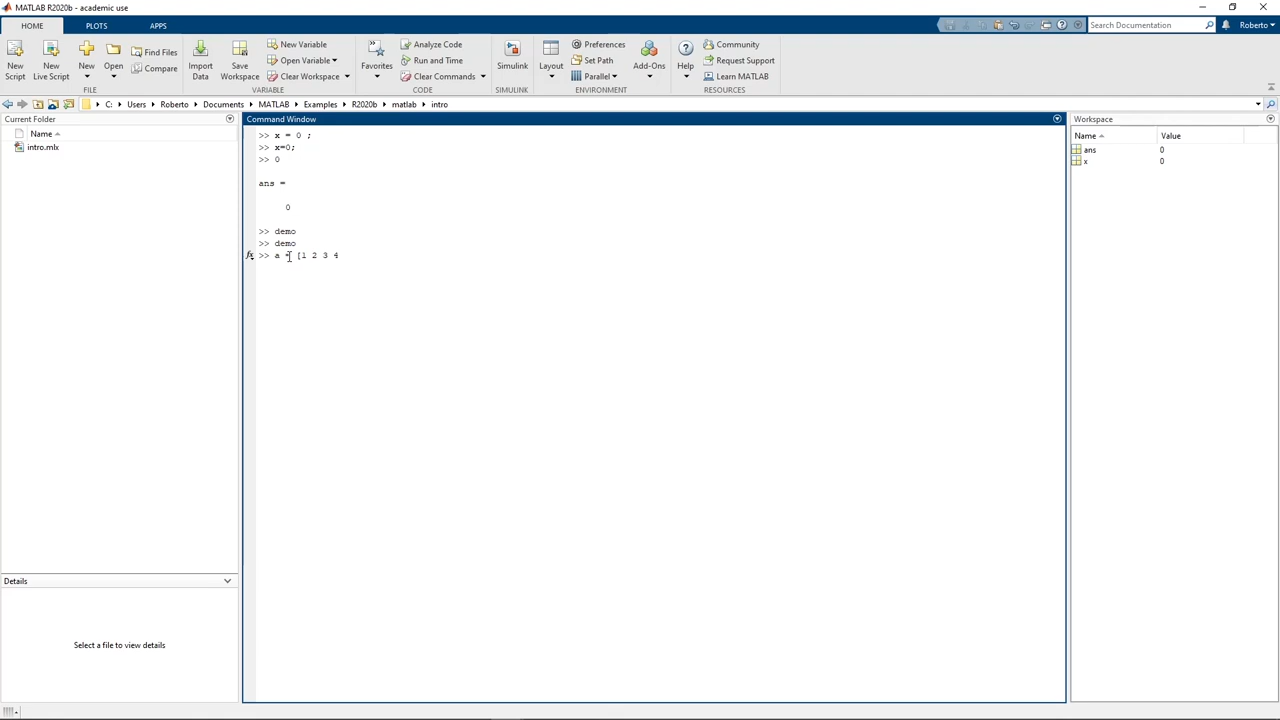 MATLAB R2020b - academic use
HOME PLOTS APPS
Search Documentation Roberto
New Script
New Live Script
New
Open
Find Files
Compare
FILE
Import Data
Save Workspace
New Variable
Open Variable
Clear Workspace
VARIABLE
Favorites
Analyze Code
Run and Time
Clear Commands
CODE
Simulink
SIMULINK
Layout
Preferences
Set Path
Parallel
Add-Ons
ENVIRONMENT
Help
Community
Request Support
Learn MATLAB
RESOURCES
C: Users Roberto Documents MATLAB Examples R2020b matlab intro
Current Folder
Name
intro.mlx
Details
Select a file to view details
Command Window
>> x = 0 ;
>> x=0;
>> 0
ans =
0
>> demo
>> demo
fx >> a = [1 2 3 4
Workspace
Name Value
ans 0
x 0